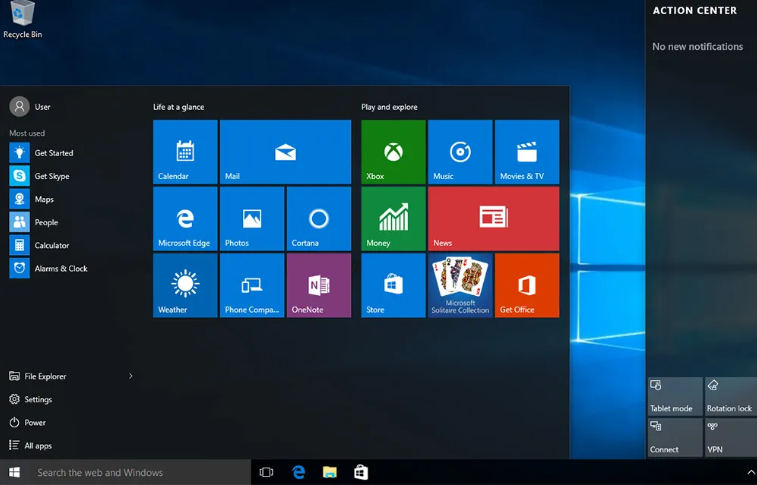 Recycle Bin
ACTION CENTER
No new notifications
User
Most used
Get Started
Get Skype
Maps
People
Calculator
Alarms & Clock
File Explorer
Settings
Power
All apps
Life at a glance
Calendar
Mail
Microsoft Edge
Photos
Cortana
Weather
Phone Compa...
OneNote
Play and explore
Xbox
Music
Movies & TV
Money
News
Store
Microsoft
Solitaire Collection
Get Office
Tablet mode
Rotation lock
Connect
VPN
Search the web and Windows